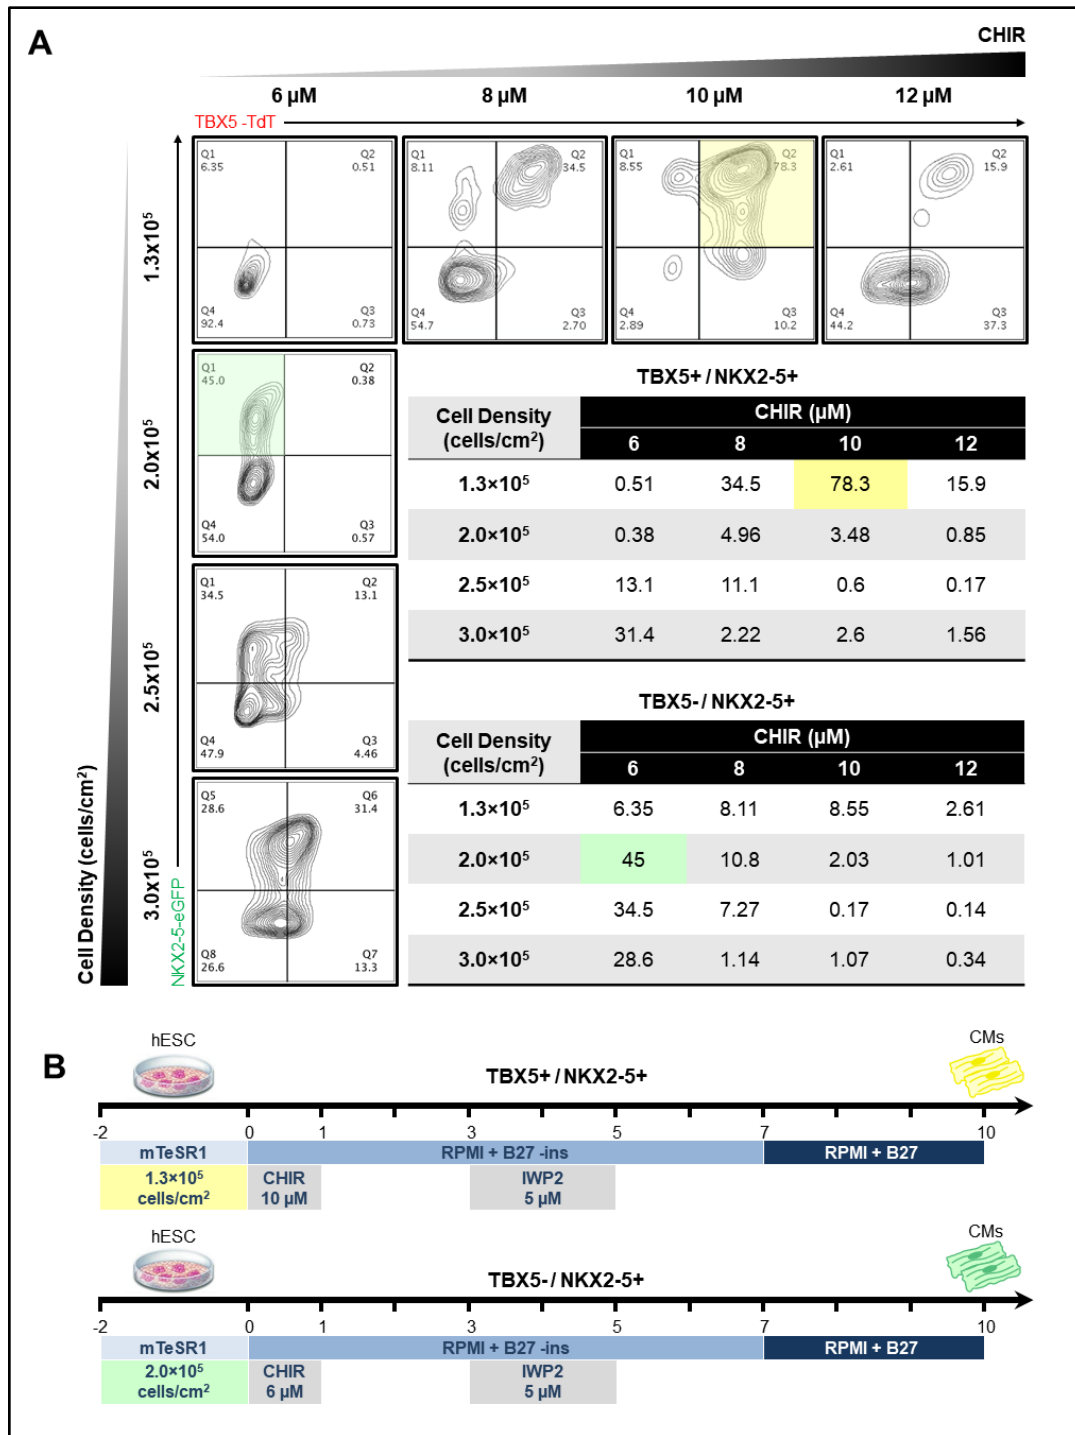 A
CHIR
6 µM 8 µM 10 µM 12 µM
TBX5 -TdT
Q1 6.35 Q2 0.51
Q4 92.4 Q3 0.73
Q1 8.11 Q2 34.5
Q4 54.7 Q3 2.70
Q1 8.55 Q2 78.3
Q4 2.89 Q3 10.2
Q1 2.61 Q2 15.9
Q4 44.2 Q3 37.3
1.3x10⁵
Q1 45.0 Q2 0.38
Q4 54.0 Q3 0.57
2.0x10⁵
Q1 34.5 Q2 13.1
Q4 47.9 Q3 4.46
2.5x10⁵
Q5 28.6 Q6 31.4
Q8 26.6 Q7 13.3
3.0x10⁵
Cell Density (cells/cm²)
NKX2-5-eGFP
TBX5+ / NKX2-5+
Cell Density (cells/cm²) CHIR (µM)
6 8 10 12
1.3×10⁵ 0.51 34.5 78.3 15.9
2.0×10⁵ 0.38 4.96 3.48 0.85
2.5×10⁵ 13.1 11.1 0.6 0.17
3.0×10⁵ 31.4 2.22 2.6 1.56
TBX5- / NKX2-5+
Cell Density (cells/cm²) CHIR (µM)
6 8 10 12
1.3×10⁵ 6.35 8.11 8.55 2.61
2.0×10⁵ 45 10.8 2.03 1.01
2.5×10⁵ 34.5 7.27 0.17 0.14
3.0×10⁵ 28.6 1.14 1.07 0.34
B
hESC
TBX5+ / NKX2-5+
CMs
-2 0 1 3 5 7 10
mTeSR1 RPMI + B27 -ins RPMI + B27
1.3×10⁵ CHIR IWP2
cells/cm² 10 µM 5 µM
hESC
TBX5- / NKX2-5+
CMs
-2 0 1 3 5 7 10
mTeSR1 RPMI + B27 -ins RPMI + B27
2.0×10⁵ CHIR IWP2
cells/cm² 6 µM 5 µM